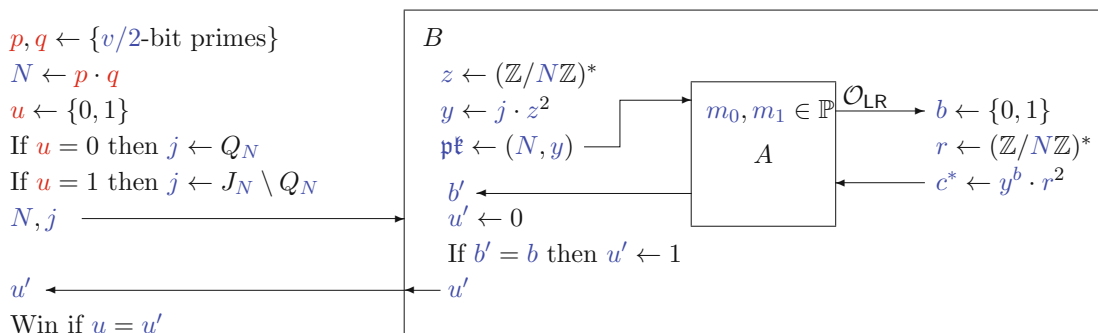 p, q ← {v/2-bit primes}
N ← p · q
u ← {0, 1}
If u = 0 then j ← Q_N
If u = 1 then j ← J_N \ Q_N
N, j
u′
Win if u = u′
B
z ← (ℤ/Nℤ)*
y ← j · z²
𝔭𝔨 ← (N, y)
b′
u′ ← 0
If b′ = b then u′ ← 1
u′
m₀, m₁ ∈ ℙ
A
𝒪_LR
b ← {0, 1}
r ← (ℤ/Nℤ)*
c* ← y^b · r²